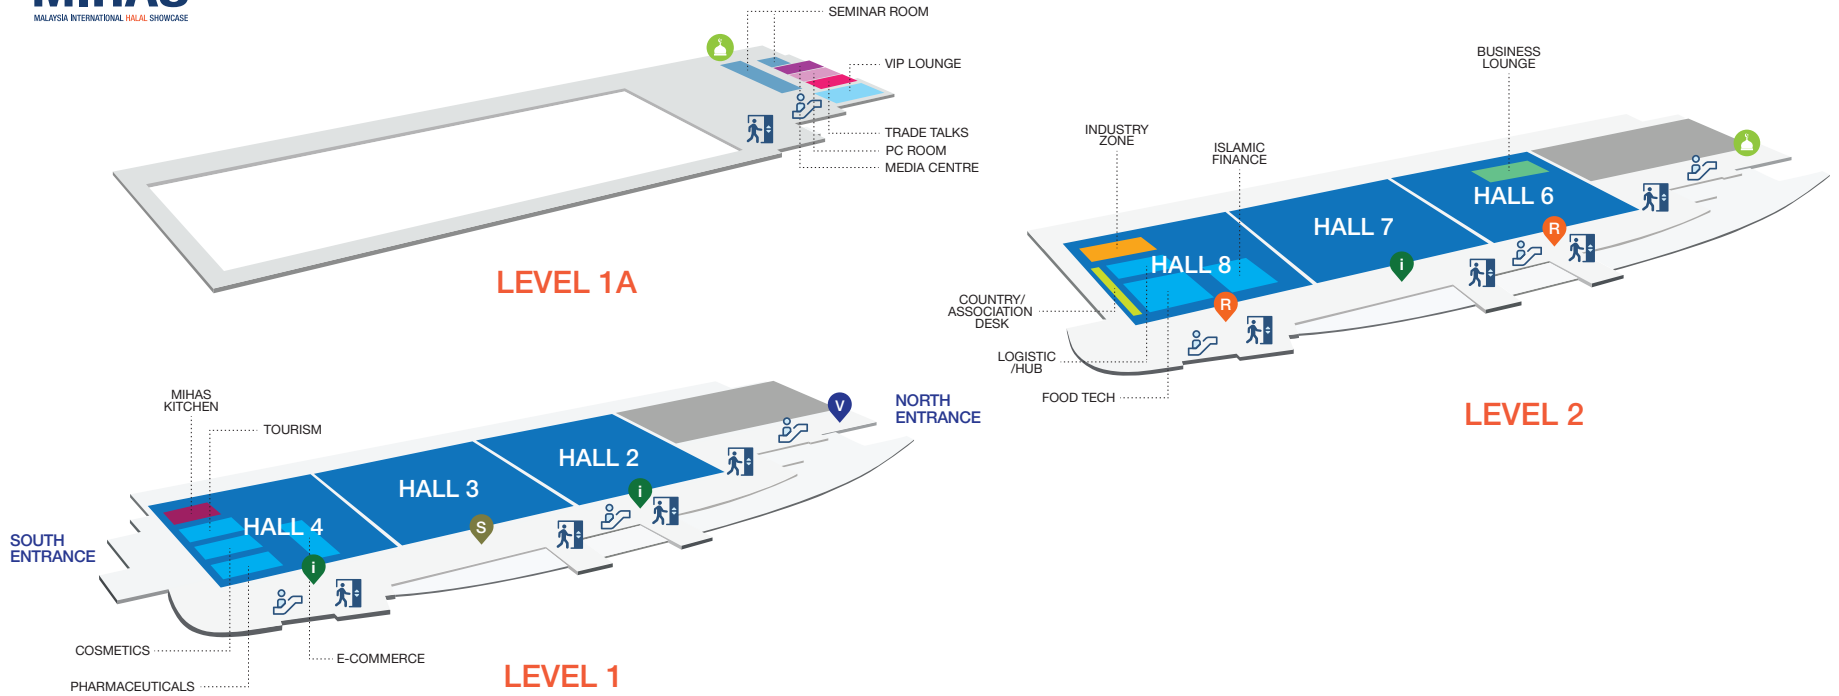 MIHAS
MALAYSIA INTERNATIONAL HALAL SHOWCASE
SEMINAR ROOM
VIP LOUNGE
TRADE TALKS
PC ROOM
MEDIA CENTRE
LEVEL 1A
BUSINESS
LOUNGE
INDUSTRY
ZONE
ISLAMIC
FINANCE
HALL 6
HALL 7
HALL 8
R
i
R
COUNTRY/
ASSOCIATION
DESK
LOGISTIC
/HUB
FOOD TECH
LEVEL 2
MIHAS
KITCHEN
TOURISM
V
NORTH
ENTRANCE
HALL 2
HALL 3
HALL 4
i
S
i
SOUTH
ENTRANCE
COSMETICS
E-COMMERCE
PHARMACEUTICALS
LEVEL 1